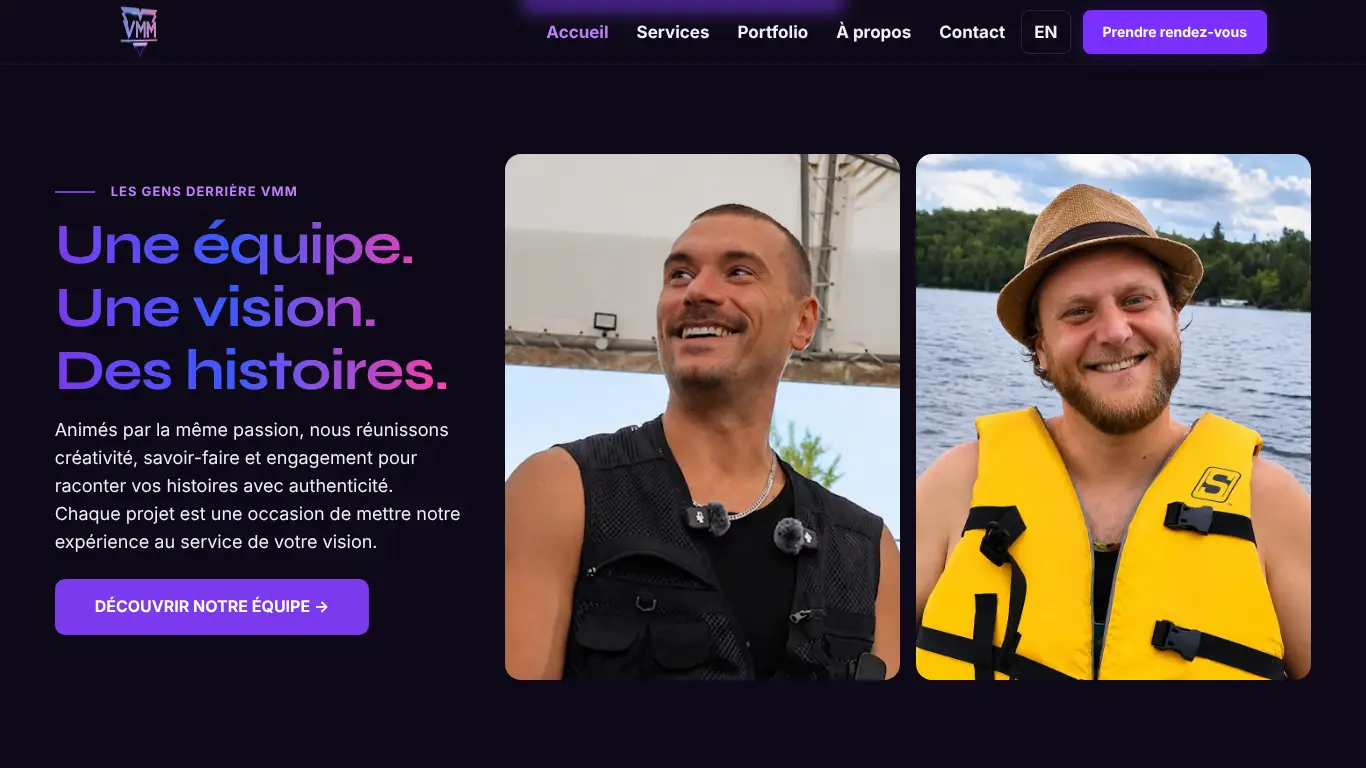 VMM
Accueil
Services
Portfolio
À propos
Contact
EN
Prendre rendez-vous
LES GENS DERRIÈRE VMM
Une équipe.
Une vision.
Des histoires.
Animés par la même passion, nous réunissons
créativité, savoir-faire et engagement pour
raconter vos histoires avec authenticité.
Chaque projet est une occasion de mettre notre
expérience au service de votre vision.
DÉCOUVRIR NOTRE ÉQUIPE →